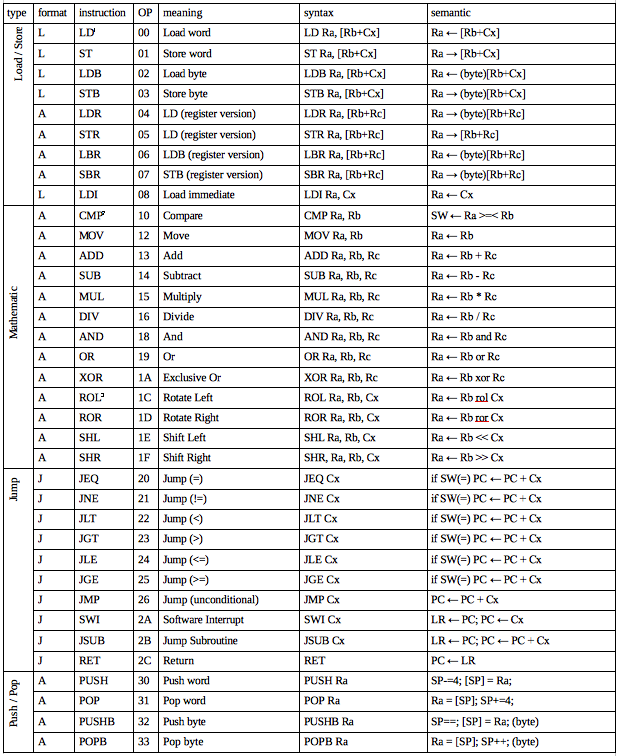 type format instruction OP meaning syntax semantic
Load / Store
L LD¹ 00 Load word LD Ra, [Rb+Cx] Ra ← [Rb+Cx]
L ST 01 Store word ST Ra, [Rb+Cx] Ra → [Rb+Cx]
L LDB 02 Load byte LDB Ra, [Rb+Cx] Ra ← (byte)[Rb+Cx]
L STB 03 Store byte STB Ra, [Rb+Cx] Ra → (byte)[Rb+Cx]
A LDR 04 LD (register version) LDR Ra, [Rb+Rc] Ra ← (byte)[Rb+Rc]
A STR 05 LD (register version) STR Ra, [Rb+Rc] Ra → [Rb+Rc]
A LBR 06 LDB (register version) LBR Ra, [Rb+Rc] Ra ← (byte)[Rb+Rc]
A SBR 07 STB (register version) SBR Ra, [Rb+Rc] Ra → (byte)[Rb+Rc]
L LDI 08 Load immediate LDI Ra, Cx Ra ← Cx
Mathematic
A CMP² 10 Compare CMP Ra, Rb SW ← Ra >=< Rb
A MOV 12 Move MOV Ra, Rb Ra ← Rb
A ADD 13 Add ADD Ra, Rb, Rc Ra ← Rb + Rc
A SUB 14 Subtract SUB Ra, Rb, Rc Ra ← Rb - Rc
A MUL 15 Multiply MUL Ra, Rb, Rc Ra ← Rb * Rc
A DIV 16 Divide DIV Ra, Rb, Rc Ra ← Rb / Rc
A AND 18 And AND Ra, Rb, Rc Ra ← Rb and Rc
A OR 19 Or OR Ra, Rb, Rc Ra ← Rb or Rc
A XOR 1A Exclusive Or XOR Ra, Rb, Rc Ra ← Rb xor Rc
A ROL³ 1C Rotate Left ROL Ra, Rb, Cx Ra ← Rb rol Cx
A ROR 1D Rotate Right ROR Ra, Rb, Cx Ra ← Rb ror Cx
A SHL 1E Shift Left SHL Ra, Rb, Cx Ra ← Rb << Cx
A SHR 1F Shift Right SHR, Ra, Rb, Cx Ra ← Rb >> Cx
Jump
J JEQ 20 Jump (=) JEQ Cx if SW(=) PC ← PC + Cx
J JNE 21 Jump (!=) JNE Cx if SW(=) PC ← PC + Cx
J JLT 22 Jump (<) JLT Cx if SW(=) PC ← PC + Cx
J JGT 23 Jump (>) JGT Cx if SW(=) PC ← PC + Cx
J JLE 24 Jump (<=) JLE Cx if SW(=) PC ← PC + Cx
J JGE 25 Jump (>=) JGE Cx if SW(=) PC ← PC + Cx
J JMP 26 Jump (unconditional) JMP Cx PC ← PC + Cx
J SWI 2A Software Interrupt SWI Cx LR ← PC; PC ← Cx
J JSUB 2B Jump Subroutine JSUB Cx LR ← PC; PC ← PC + Cx
J RET 2C Return RET PC ← LR
Push / Pop
A PUSH 30 Push word PUSH Ra SP-=4; [SP] = Ra;
A POP 31 Pop word POP Ra Ra = [SP]; SP+=4;
A PUSHB 32 Push byte PUSHB Ra SP==; [SP] = Ra; (byte)
A POPB 33 Pop byte POPB Ra Ra = [SP]; SP++; (byte)